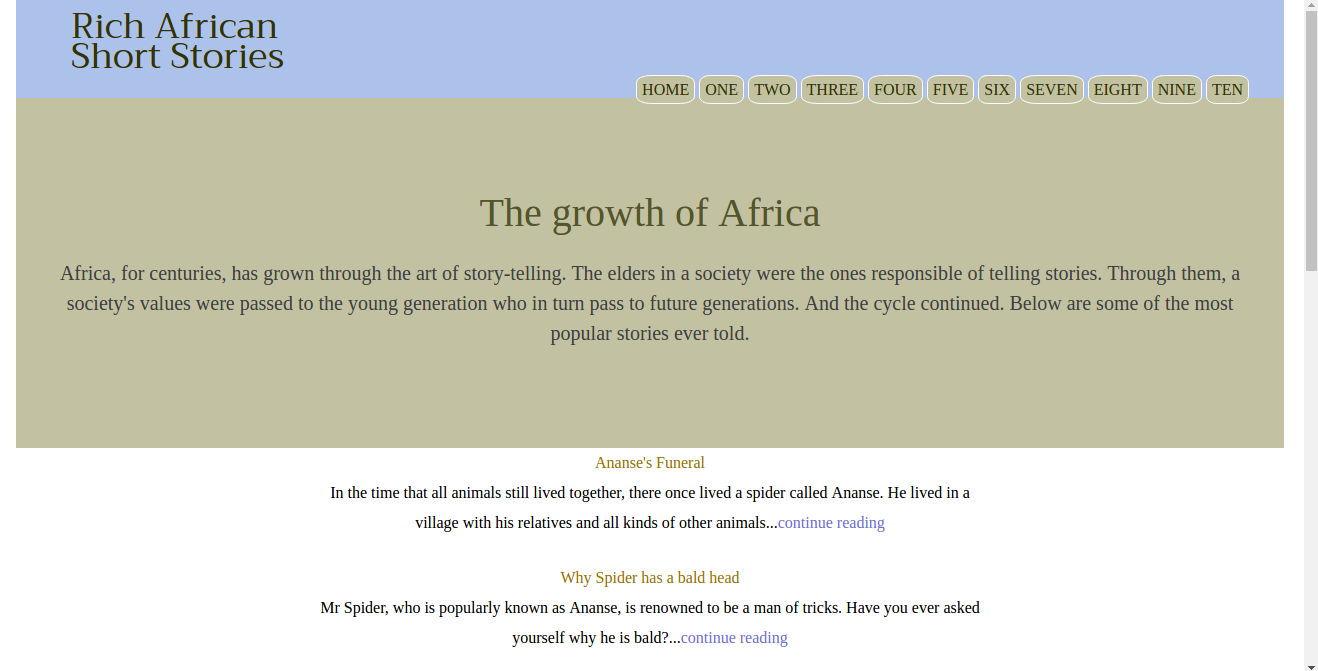 Rich African
Short Stories
HOME ONE TWO THREE FOUR FIVE SIX SEVEN EIGHT NINE TEN
The growth of Africa
Africa, for centuries, has grown through the art of story-telling. The elders in a society were the ones responsible of telling stories. Through them, a
society's values were passed to the young generation who in turn pass to future generations. And the cycle continued. Below are some of the most
popular stories ever told.
Ananse's Funeral
In the time that all animals still lived together, there once lived a spider called Ananse. He lived in a
village with his relatives and all kinds of other animals...continue reading
Why Spider has a bald head
Mr Spider, who is popularly known as Ananse, is renowned to be a man of tricks. Have you ever asked
yourself why he is bald?...continue reading